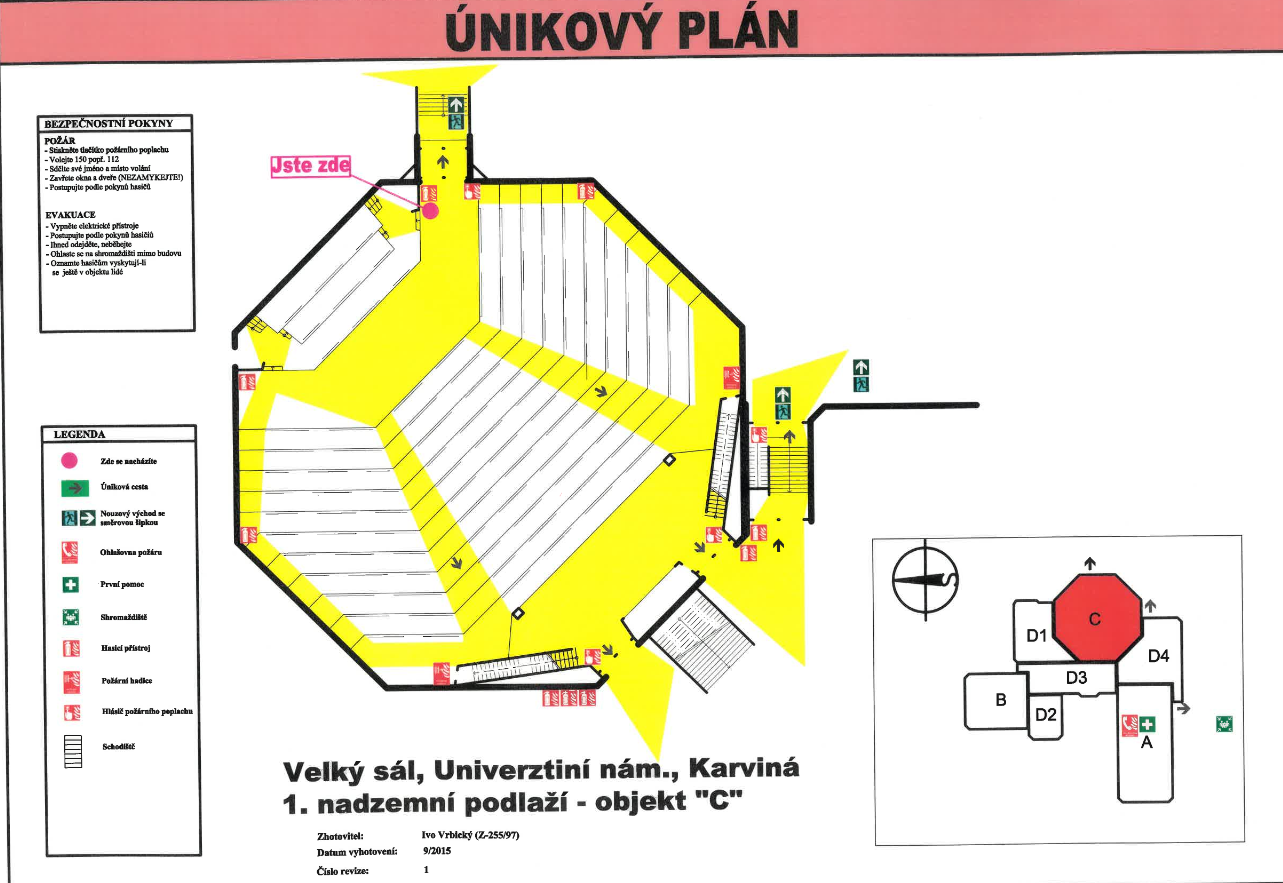 ÚNIKOVÝ PLÁN
BEZPEČNOSTNÍ POKYNY
POŽÁR
- Stiskněte tlačítko požárního poplachu
- Volejte 150 popř. 112
- Sdělte své jméno a místo volání
- Zavřete okna a dveře (NEZAMYKEJTE!)
- Postupujte podle pokynů hasičů
EVAKUACE
- Vypněte elektrické přístroje
- Postupujte podle pokynů hasičů
- Ihned odejděte, neběhejte
- Ohlaste se na shromaždišti mimo budovu
- Oznamte hasičům vyskytují-li
se ještě v objektu lidé
Jste zde
LEGENDA
Zde se nacházíte
Úniková cesta
Nouzový východ se
směrovou šipkou
Ohlašovna požáru
První pomoc
Shromaždiště
Hasicí přístroj
Požární hadice
Hlásič požárního poplachu
Schodiště
C
D1
D4
D3
B
D2
A
Velký sál, Univerztiní nám., Karviná
1. nadzemní podlaží - objekt "C"
Zhotovitel: Ivo Vrbický (Z-255/97)
Datum vyhotovení: 9/2015
Číslo revize: 1